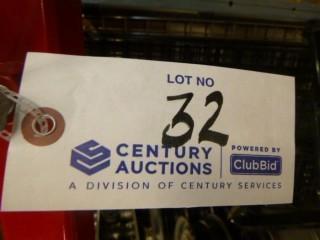 LOT NO
32
CENTURY AUCTIONS
POWERED BY
ClubBid
A DIVISION OF CENTURY SERVICES